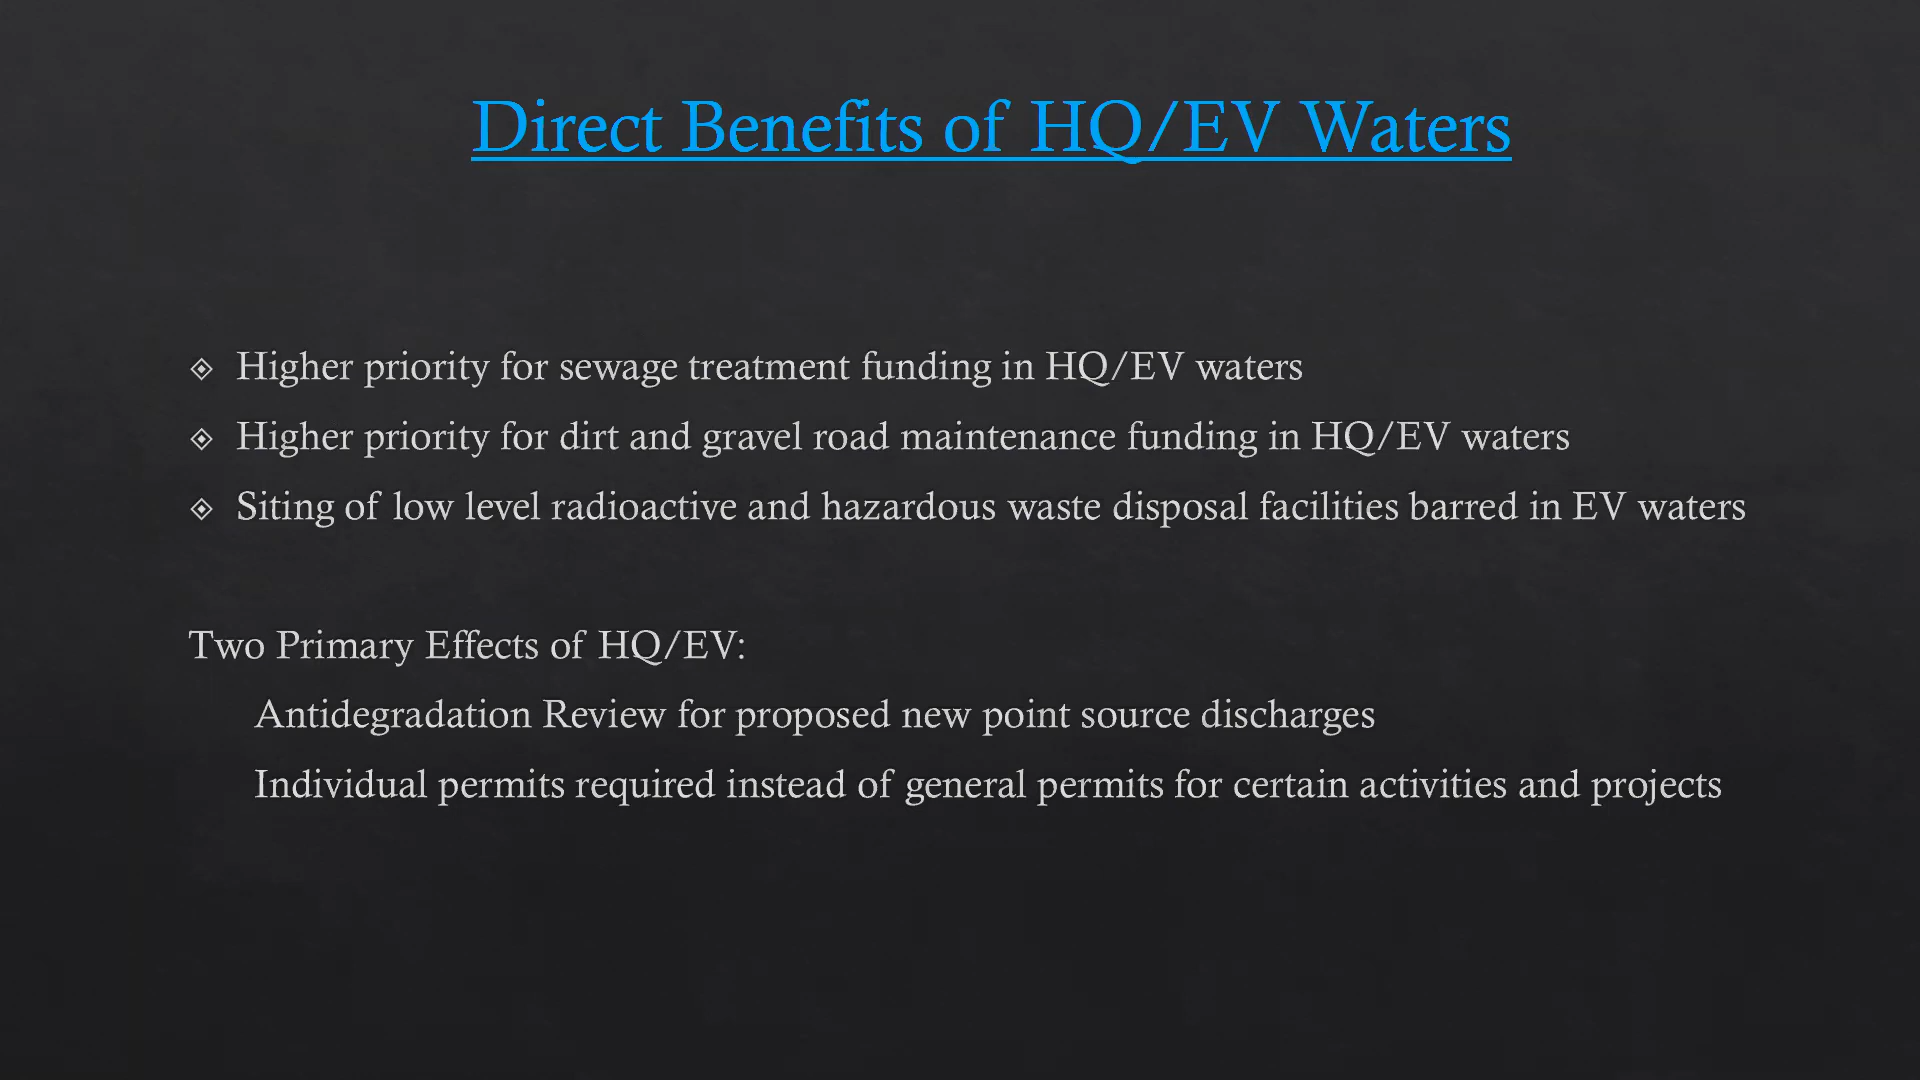 Direct Benefits of HQ/EV Waters
Higher priority for sewage treatment funding in HQ/EV waters
Higher priority for dirt and gravel road maintenance funding in HQ/EV waters
Siting of low level radioactive and hazardous waste disposal facilities barred in EV waters
Two Primary Effects of HQ/EV:
Antidegradation Review for proposed new point source discharges
Individual permits required instead of general permits for certain activities and projects